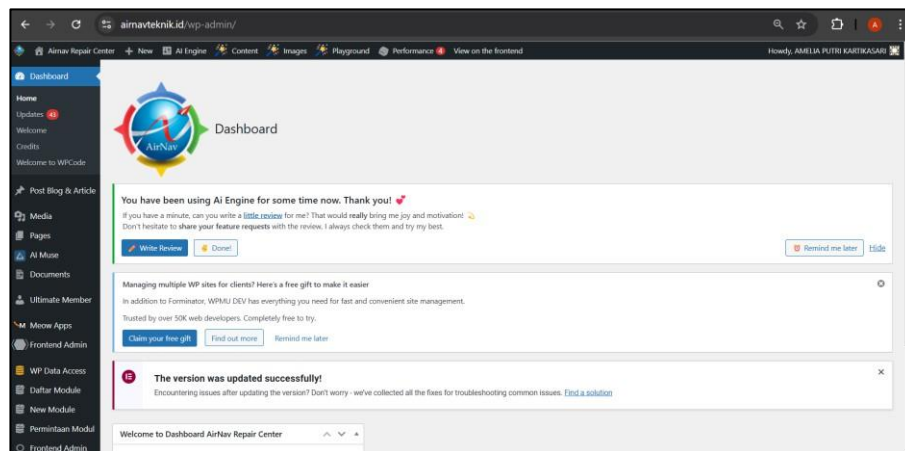 airnavteknik.id/wp-admin/
Airnav Repair Center + New AI Engine Content Images Playground Performance 4 View on the frontend
Howdy, AMELIA PUTRI KARTIKASARI
Dashboard
Home
Updates 43
Welcome
Credits
Welcome to WPCode
Post Blog & Article
Media
Pages
AI Muse
Documents
Ultimate Member
Meow Apps
Frontend Admin
WP Data Access
Daftar Module
New Module
Permintaan Modul
Frontend Admin
AirNav
Dashboard
You have been using Ai Engine for some time now. Thank you! 💕
If you have a minute, can you write a little review for me? That would really bring me joy and motivation! 💫
Don't hesitate to share your feature requests with the review, I always check them and try my best.
Write Review
Done!
Remind me later
Hide
Managing multiple WP sites for clients? Here's a free gift to make it easier
In addition to Forminator, WPMU DEV has everything you need for fast and convenient site management.
Trusted by over 50K web developers. Completely free to try.
Claim your free gift
Find out more
Remind me later
The version was updated successfully!
Encountering issues after updating the version? Don't worry - we've collected all the fixes for troubleshooting common issues. Find a solution
Welcome to Dashboard AirNav Repair Center